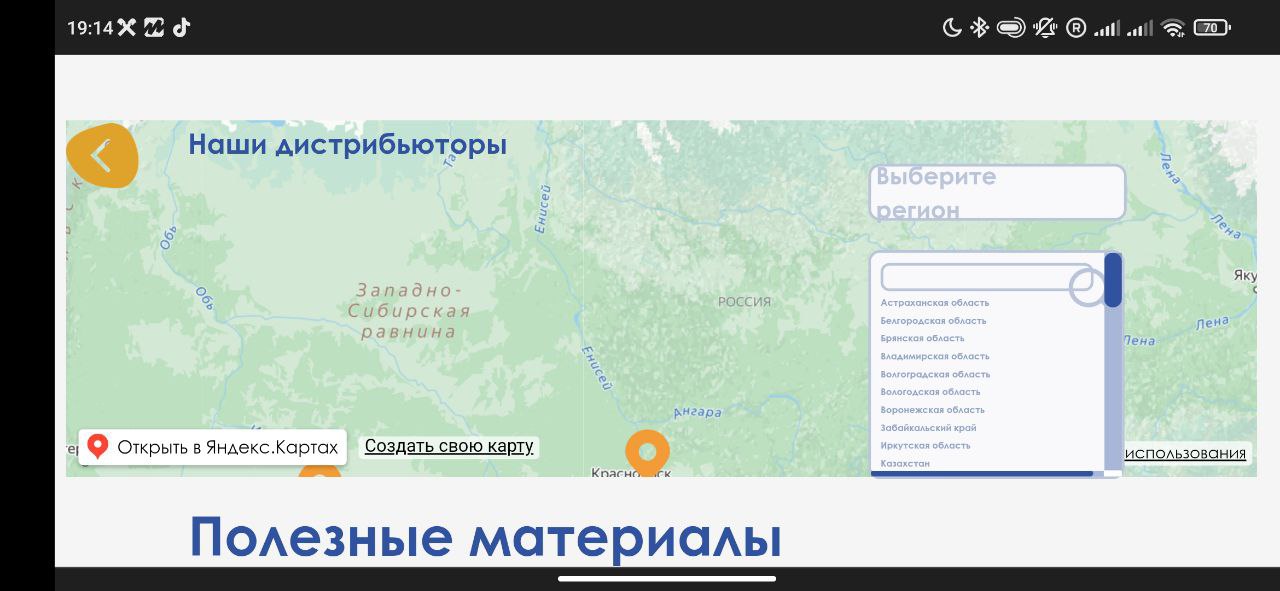 19:14
R
70
Наши дистрибьюторы
Выберите
регион
Обь
Обь
Енисей
Енисей
Западно-
Сибирская
равнина
РОССИЯ
Ангара
Лена
Лена
Лена
Лена
Астраханская область
Белгородская область
Брянская область
Владимирская область
Волгоградская область
Вологодская область
Воронежская область
Забайкальский край
Иркутская область
Казахстан
Открыть в Яндекс.Картах
Создать свою карту
использования
Полезные материалы